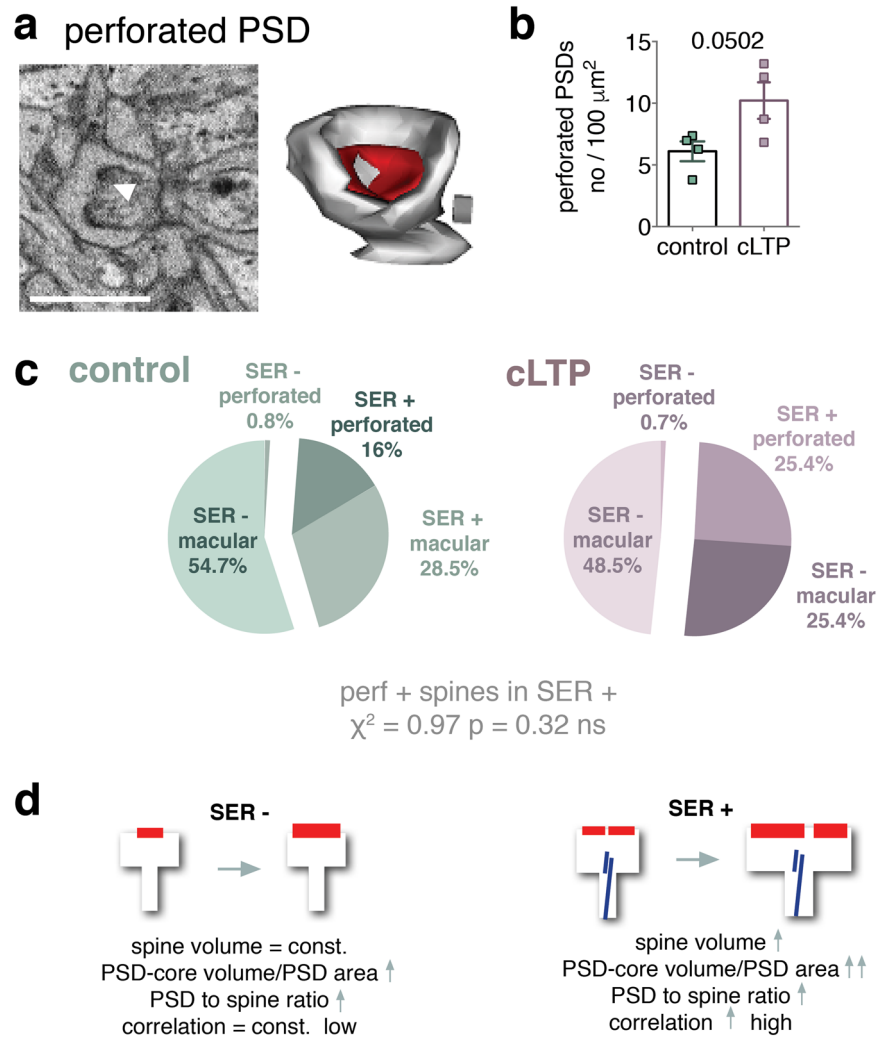 a perforated PSD
b
0.0502
15
10
5
0
perforated PSDs
no / 100 μm²
control cLTP
c control
SER -
perforated
0.8%
SER +
perforated
16%
SER -
macular
54.7%
SER +
macular
28.5%
cLTP
SER -
perforated
0.7%
SER +
perforated
25.4%
SER -
macular
48.5%
SER -
macular
25.4%
perf + spines in SER +
χ² = 0.97 p = 0.32 ns
d
SER -
spine volume = const.
PSD-core volume/PSD area ↑
PSD to spine ratio ↑
correlation = const. low
SER +
spine volume ↑
PSD-core volume/PSD area ↑↑
PSD to spine ratio ↑
correlation ↑ high